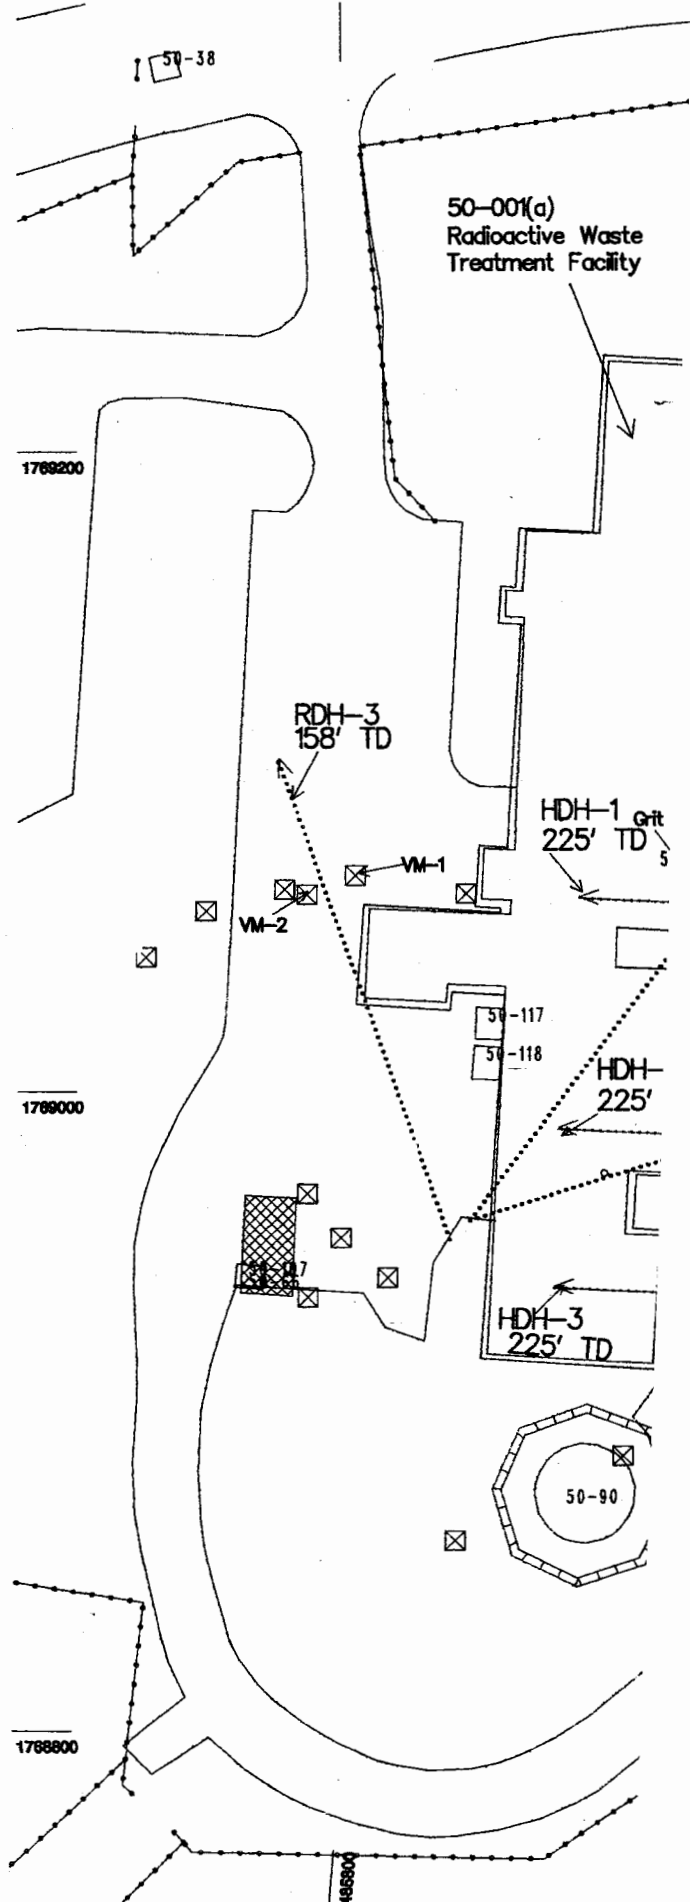 50-38
50-001(a)
Radioactive Waste
Treatment Facility
1769200
RDH-3
158' TD
HDH-1
225' TD
Grit
5
VM-1
VM-2
50-117
50-118
HDH-
225'
1769000
HDH-3
225' TD
50-90
1768800